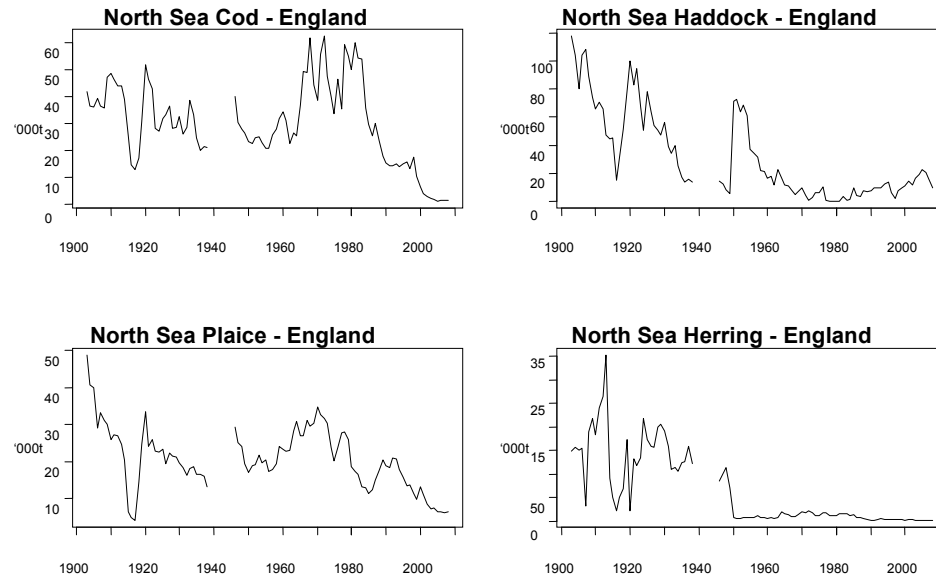 North Sea Cod - England
60
50
40
'000t
30
20
10
0
1900 1920 1940 1960 1980 2000
North Sea Haddock - England
100
80
'000t
60
40
20
0
1900 1920 1940 1960 1980 2000
North Sea Plaice - England
50
40
30
'000t
20
10
1900 1920 1940 1960 1980 2000
North Sea Herring - England
35
25
'000t
15
50
0
1900 1920 1940 1960 1980 2000